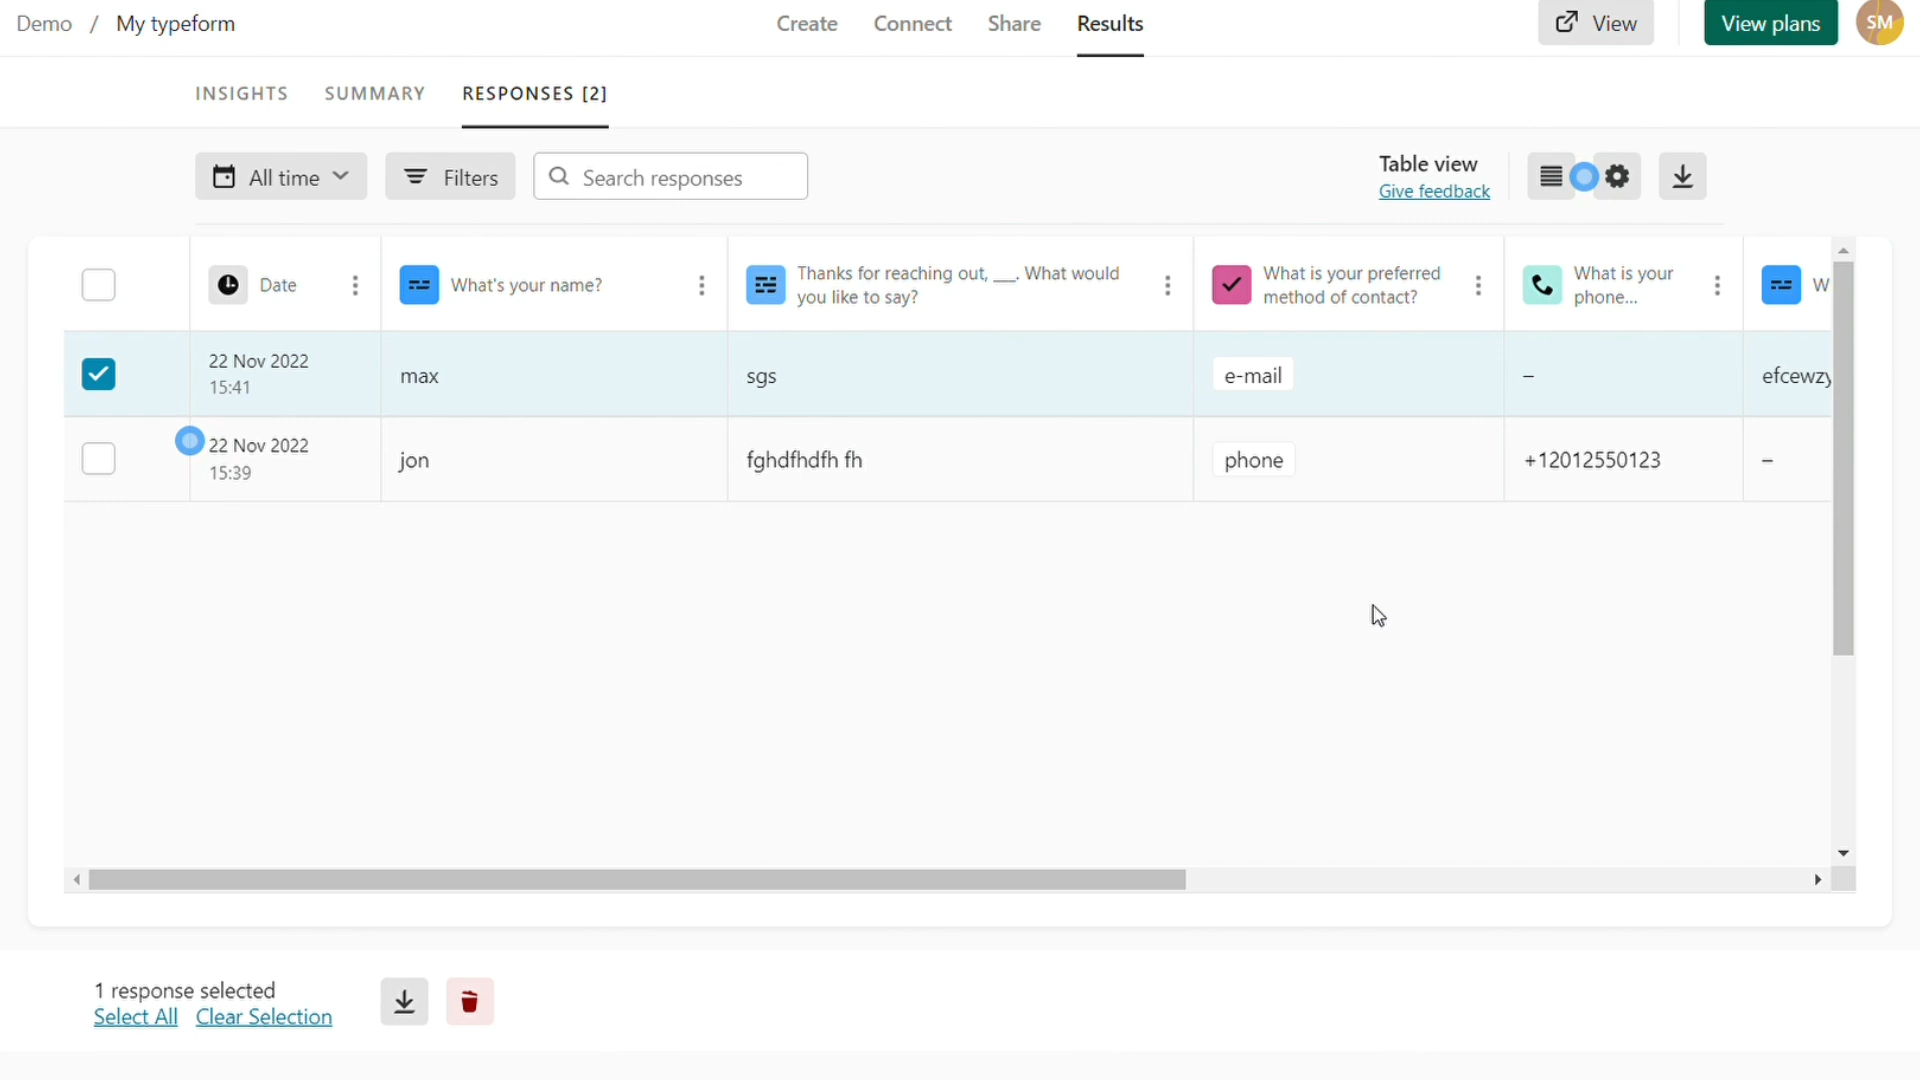 Demo / My typeform
Create Connect Share Results
View
View plans
SM
INSIGHTS SUMMARY RESPONSES [2]
All time
Filters
Search responses
Table view
Give feedback
Date
What's your name?
Thanks for reaching out, ___. What would
you like to say?
What is your preferred
method of contact?
What is your
phone...
W
22 Nov 2022
15:41
max
sgs
e-mail
–
efcewzy
22 Nov 2022
15:39
jon
fghdfhdfh fh
phone
+12012550123
–
1 response selected
Select All Clear Selection